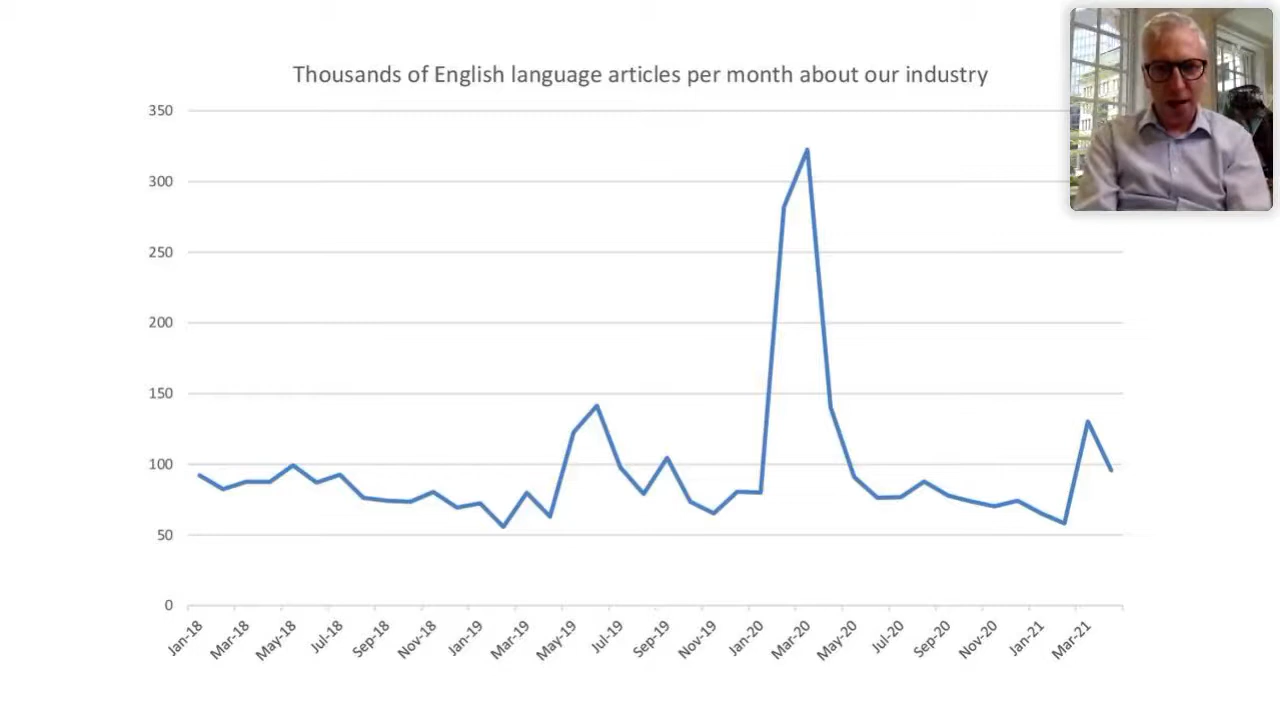 Thousands of English language articles per month about our industry
350
300
250
200
150
100
50
0
Jan-18
Mar-18
May-18
Jul-18
Sep-18
Nov-18
Jan-19
Mar-19
May-19
Jul-19
Sep-19
Nov-19
Jan-20
Mar-20
May-20
Jul-20
Sep-20
Nov-20
Jan-21
Mar-21